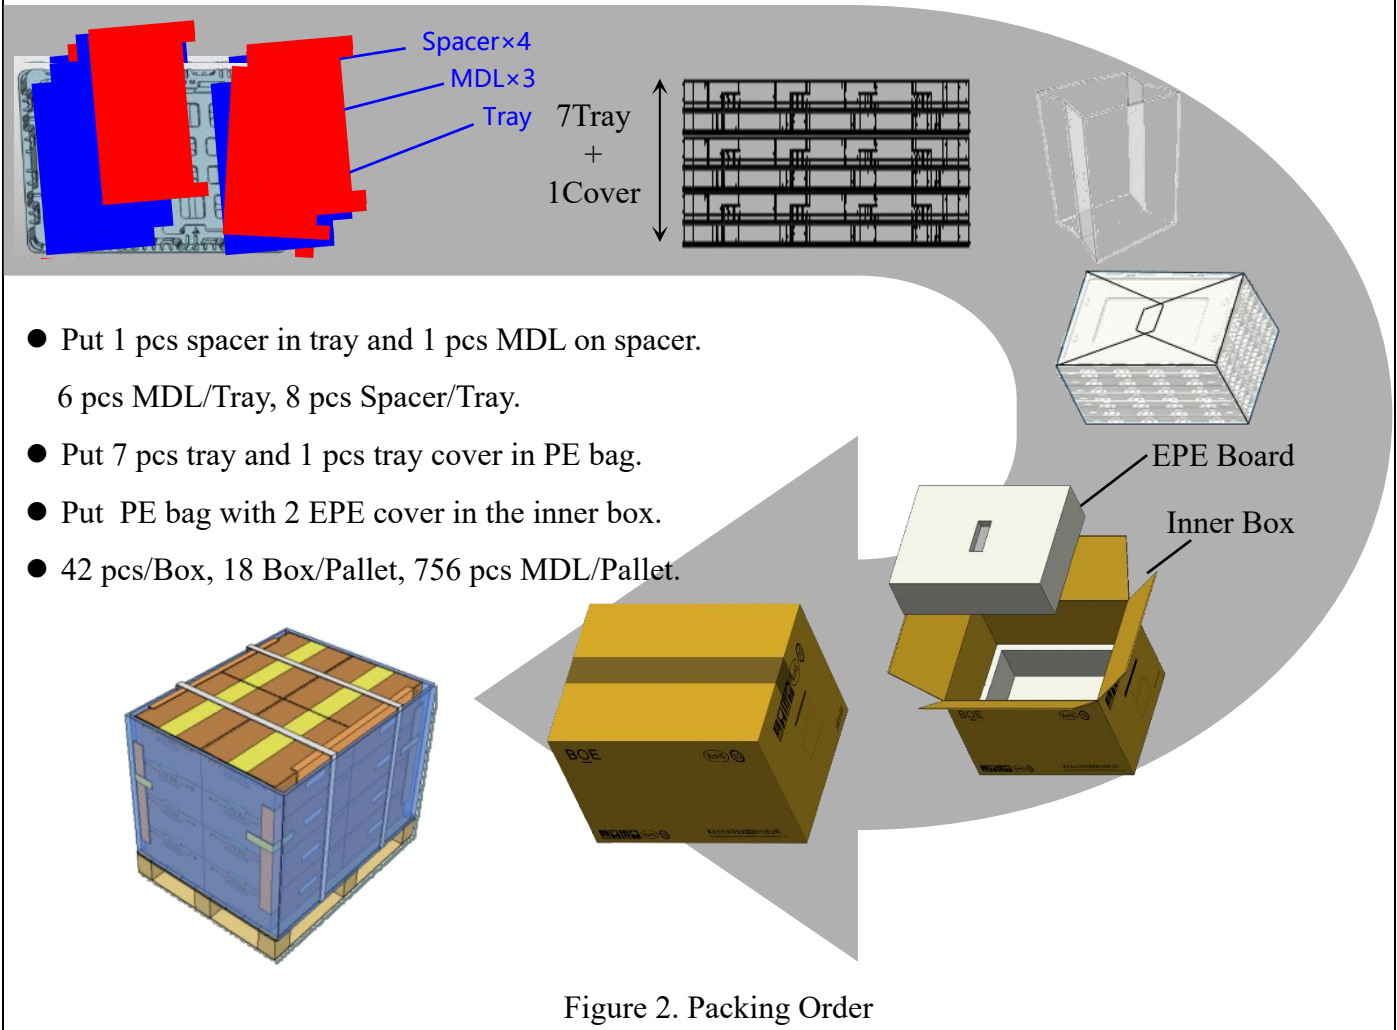 Spacer×4
MDL×3
Tray
7Tray
+
1Cover
● Put 1 pcs spacer in tray and 1 pcs MDL on spacer.
6 pcs MDL/Tray, 8 pcs Spacer/Tray.
● Put 7 pcs tray and 1 pcs tray cover in PE bag.
● Put  PE bag with 2 EPE cover in the inner box.
● 42 pcs/Box, 18 Box/Pallet, 756 pcs MDL/Pallet.
EPE Board
Inner Box
BOE
RoHS
BOE
Figure 2. Packing Order